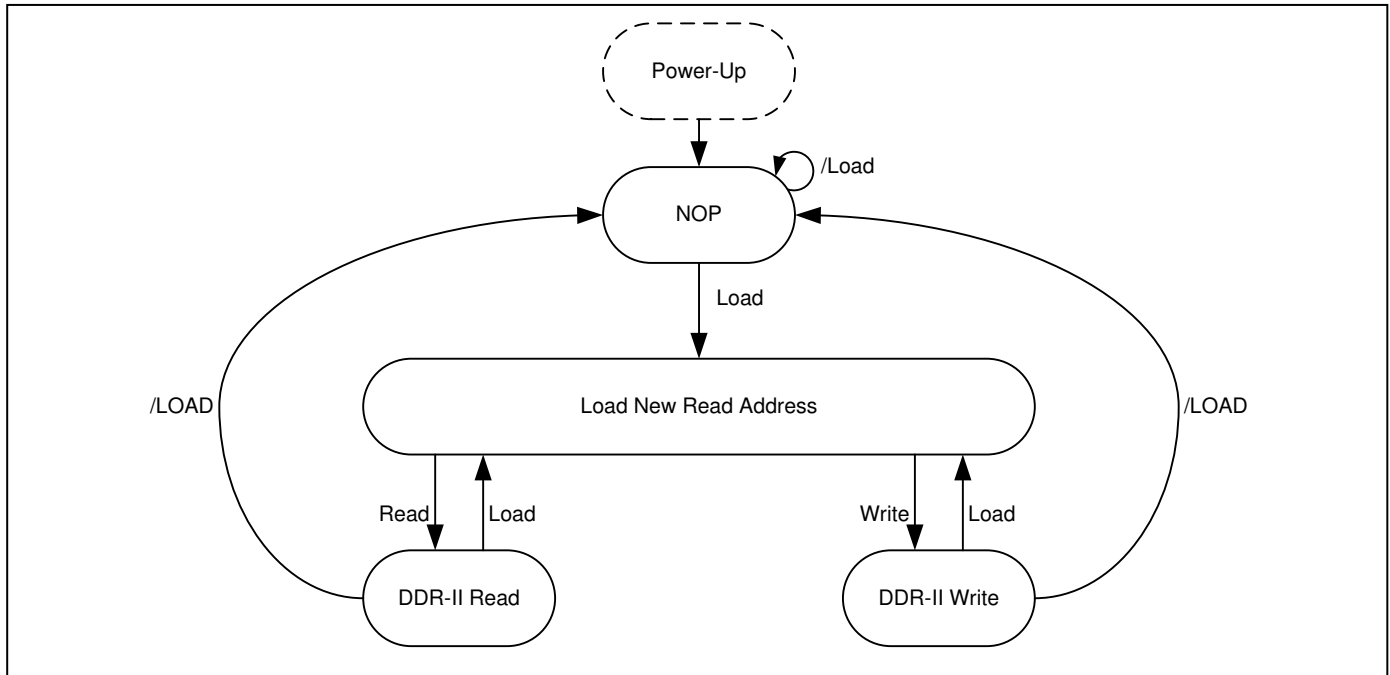 Power-Up
/Load
NOP
Load
/LOAD
Load New Read Address
/LOAD
Read
Load
Write
Load
DDR-II Read
DDR-II Write